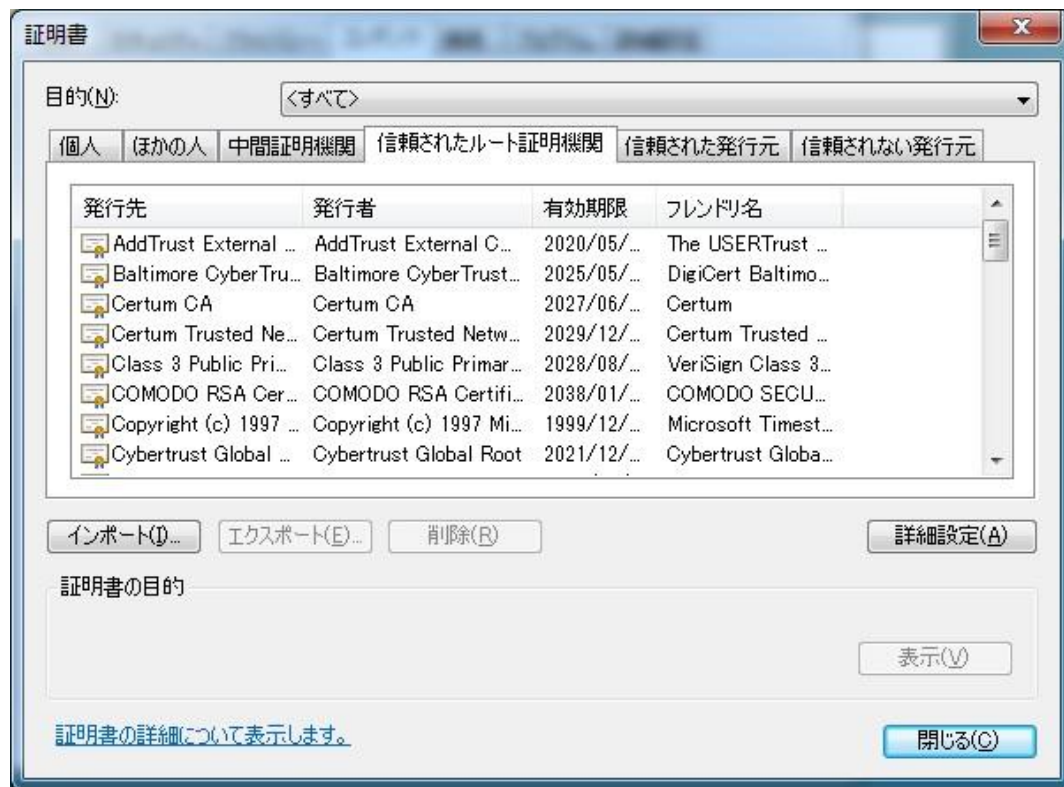 証明書
目的(N): <すべて>
個人 ほかの人 中間証明機関 信頼されたルート証明機関 信頼された発行元 信頼されない発行元
発行先 発行者 有効期限 フレンドリ名
AddTrust External ... AddTrust External C... 2020/05/... The USERTrust ...
Baltimore CyberTru... Baltimore CyberTrust... 2025/05/... DigiCert Baltimo...
Certum CA Certum CA 2027/06/... Certum
Certum Trusted Ne... Certum Trusted Netw... 2029/12/... Certum Trusted ...
Class 3 Public Pri... Class 3 Public Primar... 2028/08/... VeriSign Class 3...
COMODO RSA Cer... COMODO RSA Certifi... 2038/01/... COMODO SECU...
Copyright (c) 1997 ... Copyright (c) 1997 Mi... 1999/12/... Microsoft Timest...
Cybertrust Global ... Cybertrust Global Root 2021/12/... Cybertrust Globa...
インポート(I)... エクスポート(E)... 削除(R) 詳細設定(A)
証明書の目的
表示(V)
証明書の詳細について表示します。
閉じる(C)